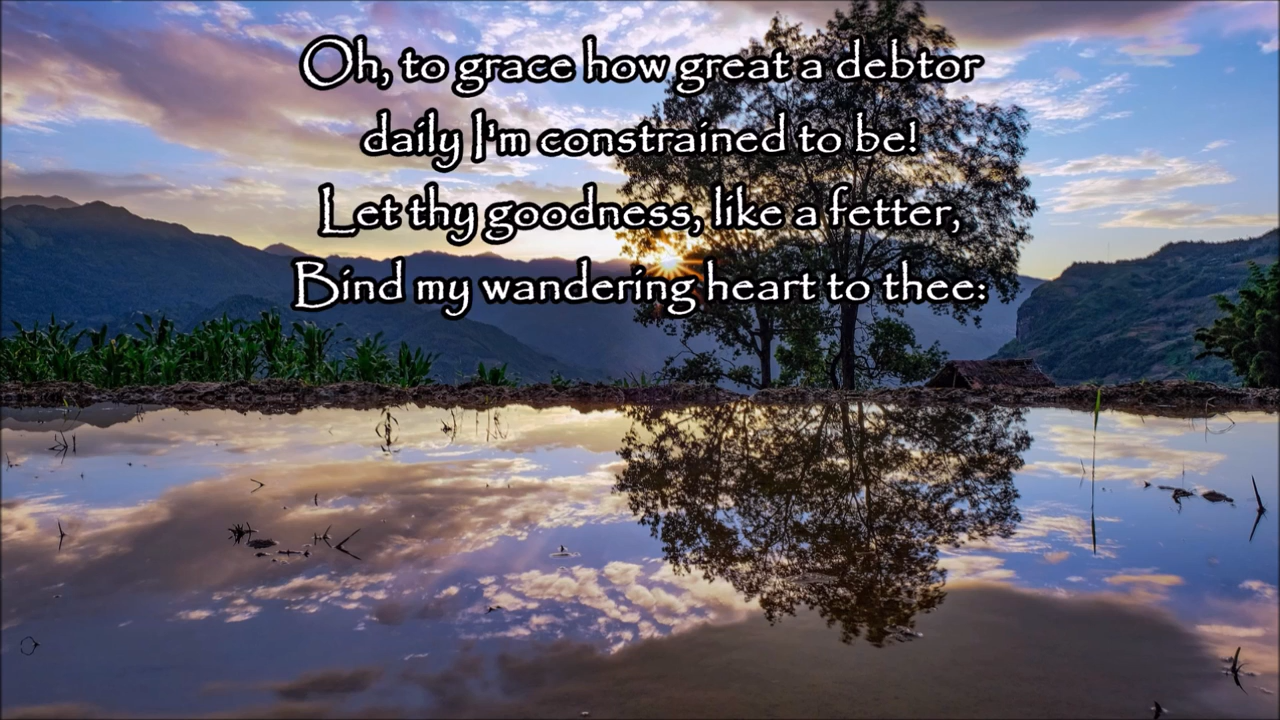 Oh, to grace how great a debtor
daily I'm constrained to be!
Let thy goodness, like a fetter,
Bind my wandering heart to thee: